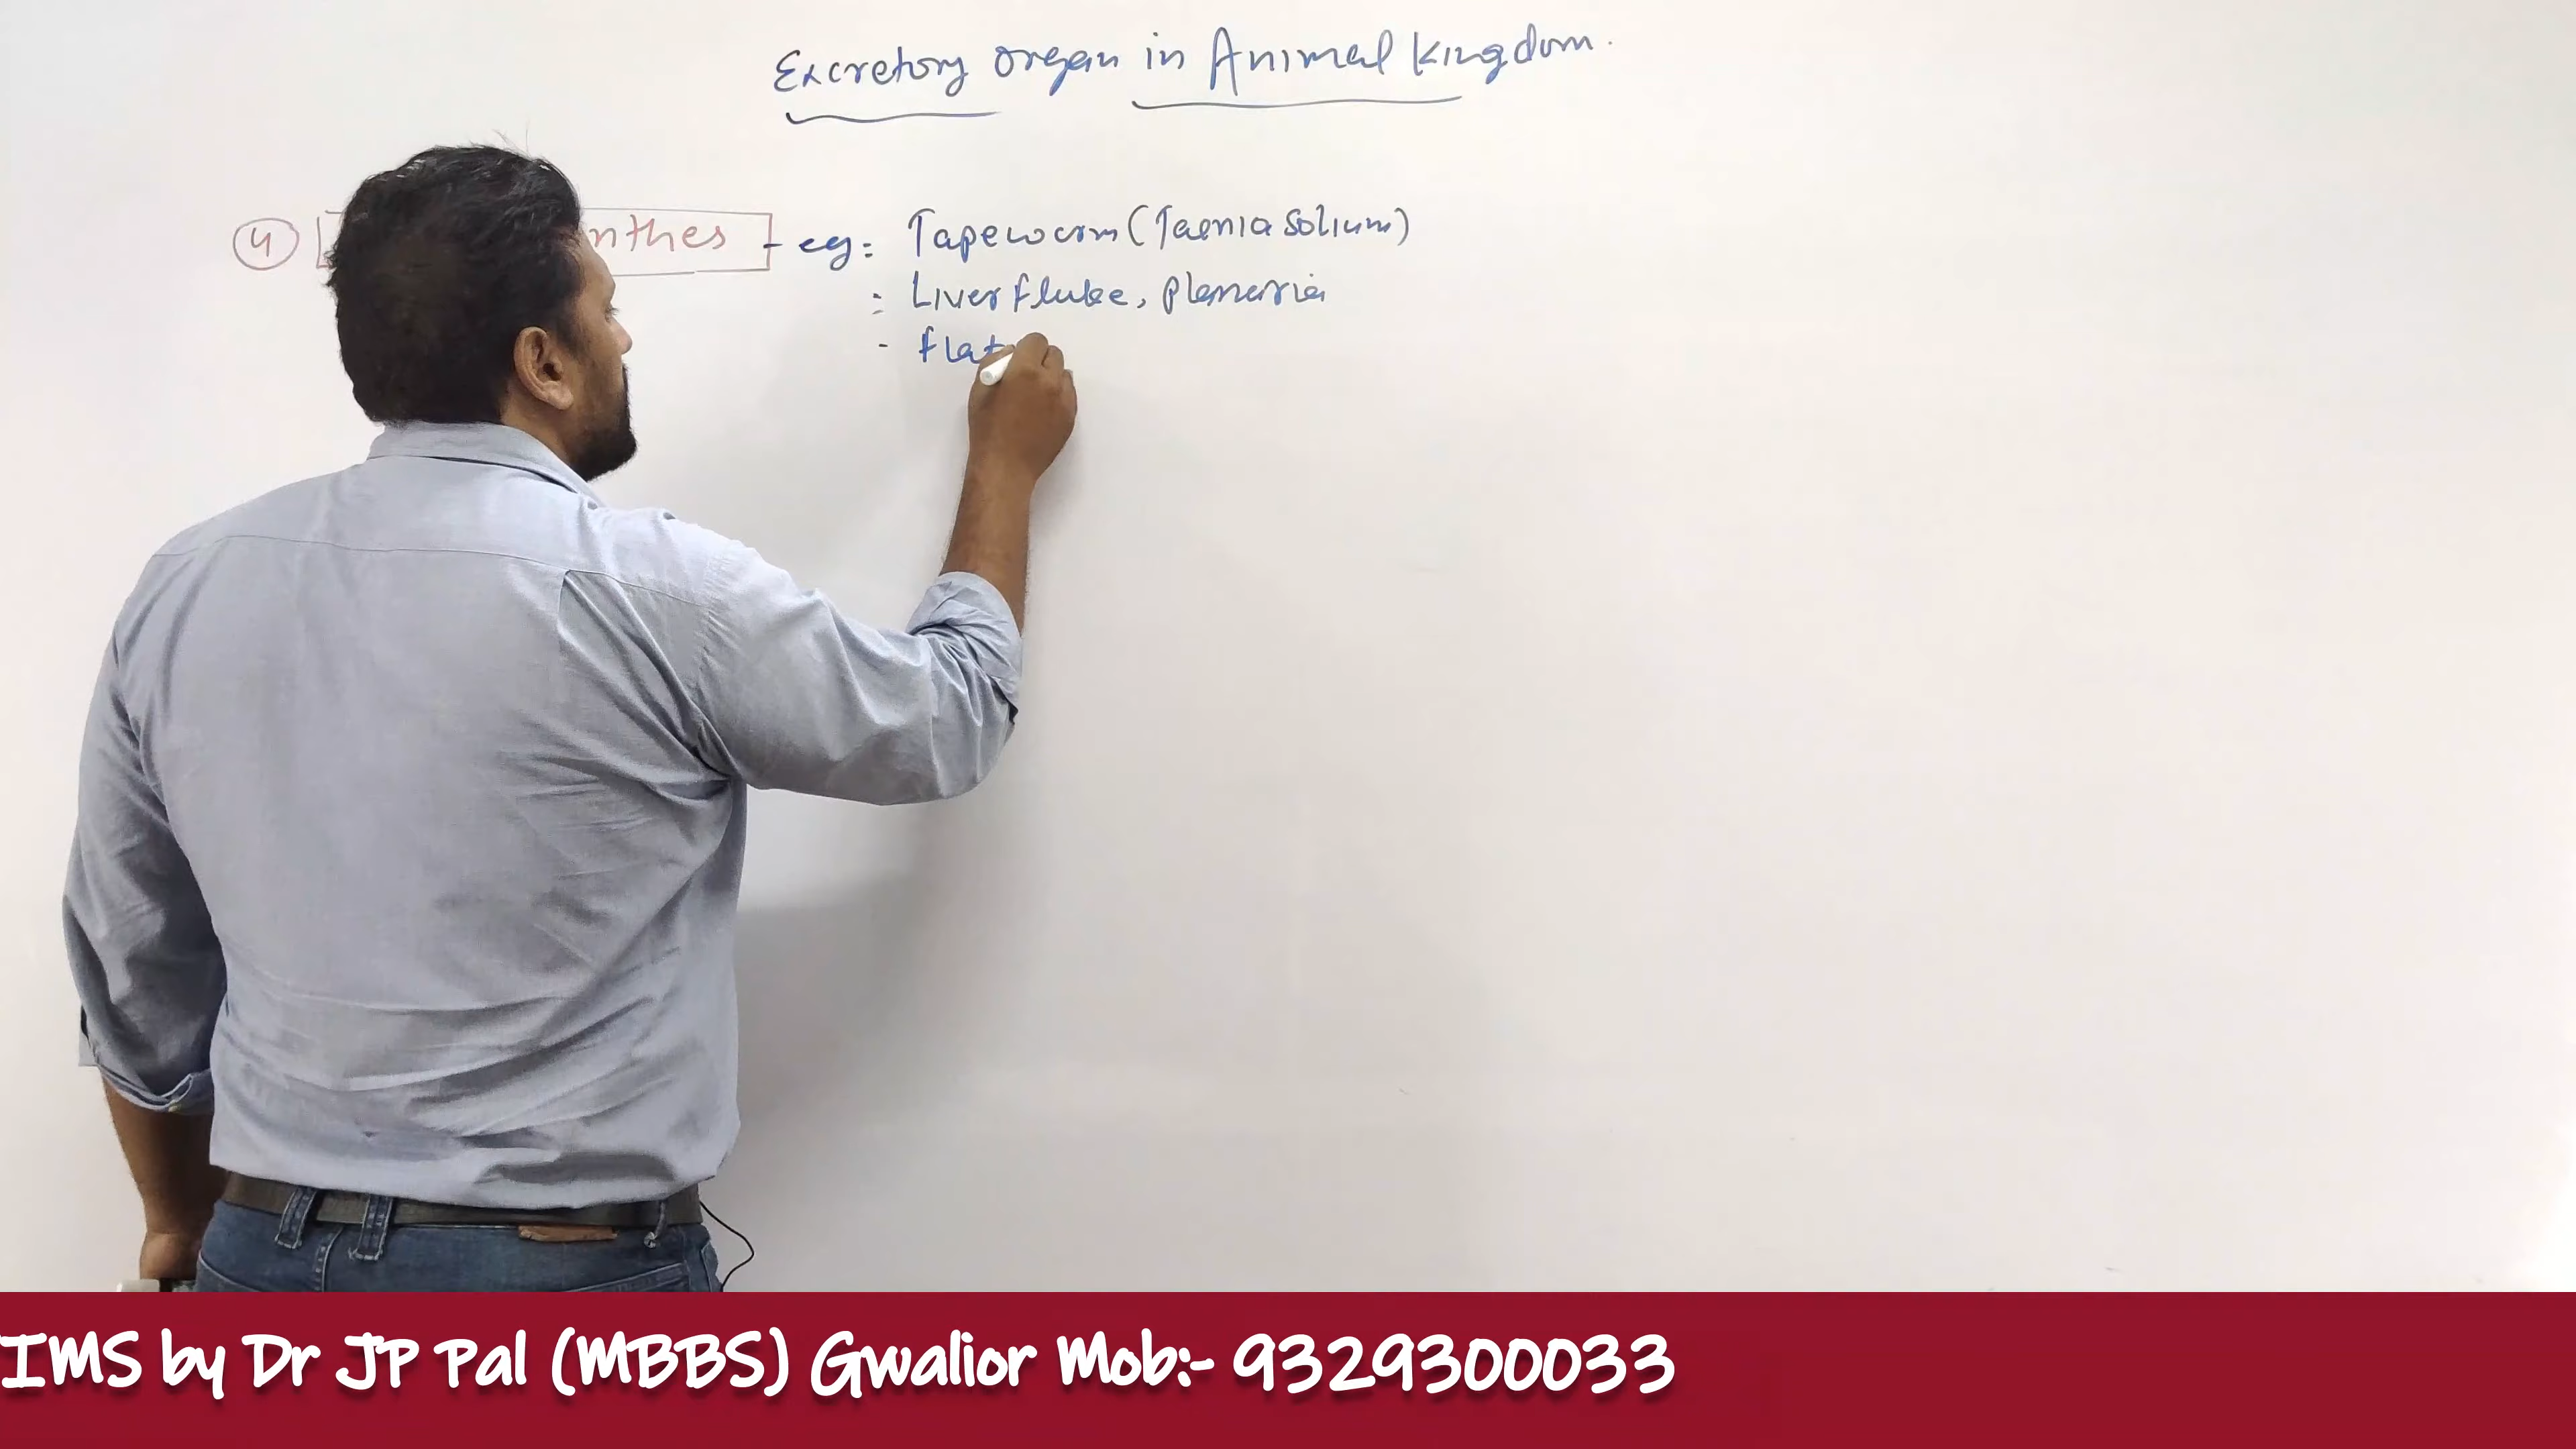 Excretory organ in Animal Kingdom.
4 nthes - eg: Tapeworm (Taenia Solium)
: Liver fluke, planaria
- flat
IMS by Dr JP Pal (MBBS) Gwalior Mob:- 9329300033